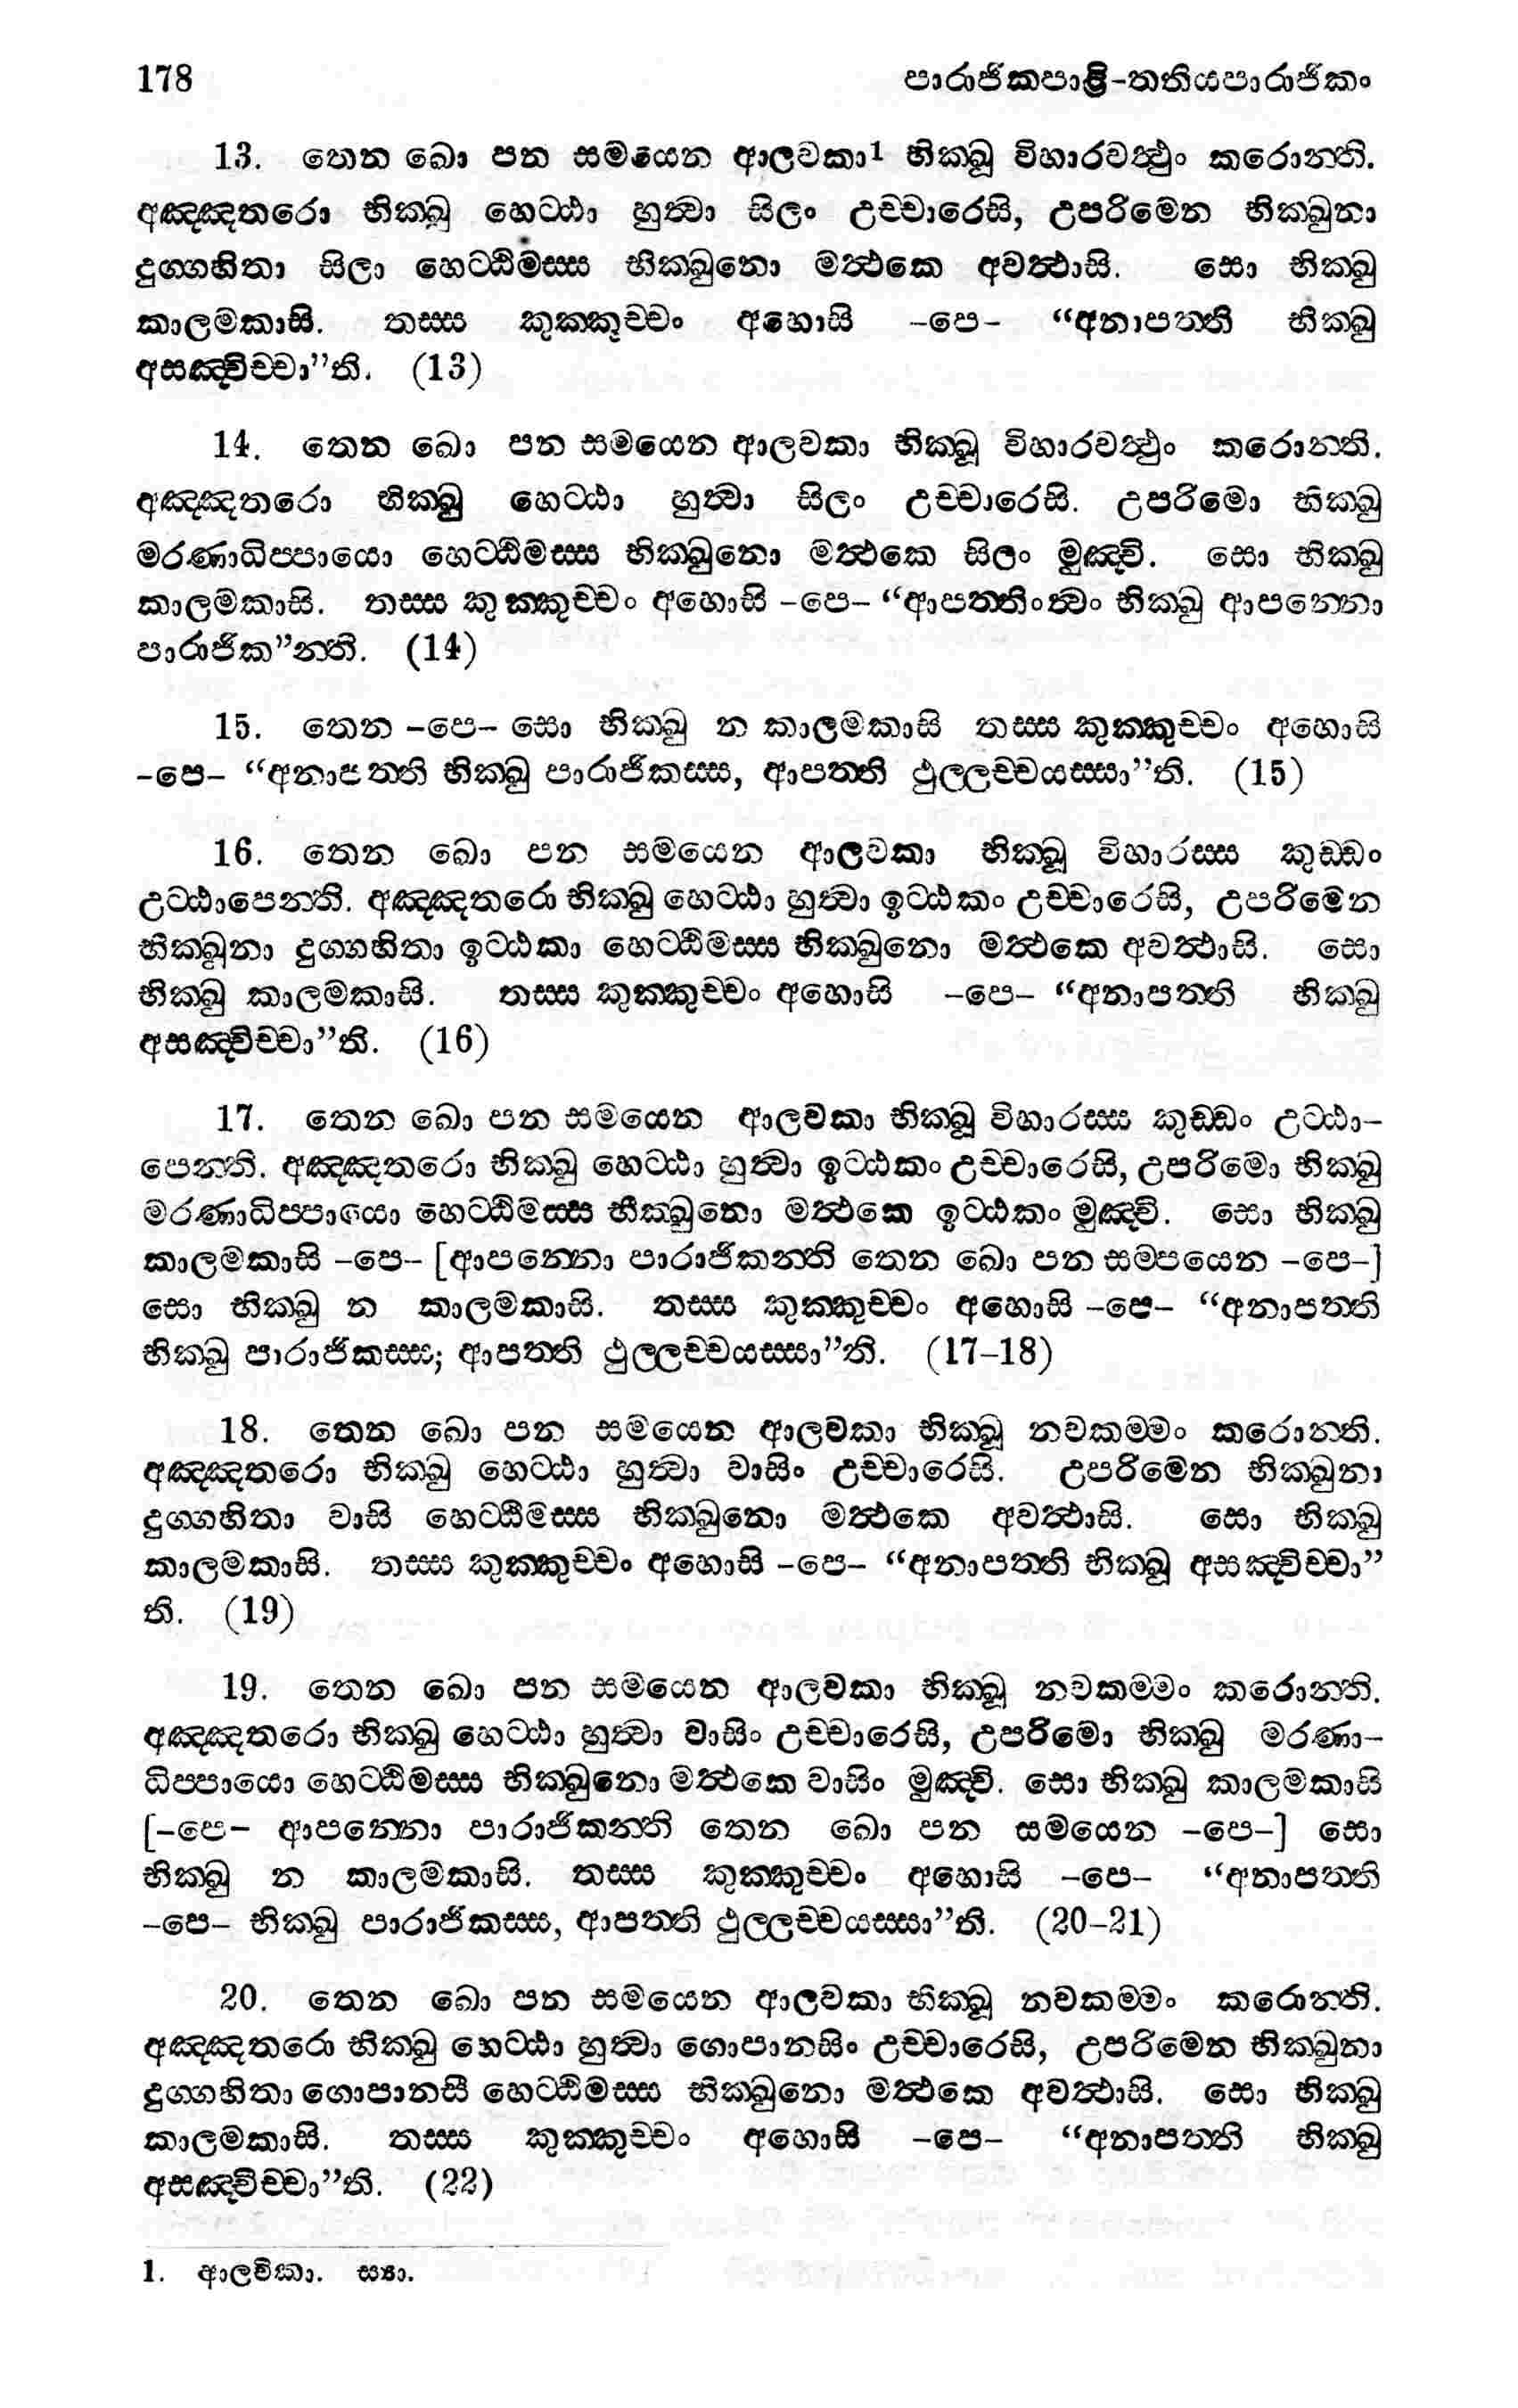 178 පාරාජිකපාළි-තතියපාරාජිකං
13. තෙන ඛො පන සමයෙන ආලවකා1 භික්ඛූ විහාරවත්ථුං කරොන්ති.
අඤ්ඤතරො භික්ඛු හෙට්ඨා හුත්වා සිලං උච්චාරෙසි, උපරිමෙන භික්ඛුනා
දුග්ගහිතා සිලා හෙට්ඨිමස්ස භික්ඛුනො මත්ථකෙ අවත්ථාසි. සො භික්ඛු
කාලමකාසි. තස්ස කුක්කූච්චං අහොසි –පෙ– “අනාපත්ති භික්ඛු
අසඤ්චිච්චා”ති. (13)
14. තෙන ඛො පන සමයෙන ආලවකා භික්ඛූ විහාරවත්ථුං කරොන්ති.
අඤ්ඤතරො භික්ඛු හෙට්ඨා හුත්වා සිලං උච්චාරෙසි. උපරිමො භික්ඛු
මරණාධිප්පායො හෙට්ඨිමස්ස භික්ඛුනො මත්ථකෙ සිලං මුඤ්චි. සො භික්ඛු
කාලමකාසි. තස්ස කුක්කුච්චං අහොසි –පෙ– “ආපත්තිංත්වං භික්ඛු ආපන්නො
පාරාජික”න්ති. (14)
15. තෙන –පෙ– සො භික්ඛු න කාලමකාසි තස්ස කුක්කුච්චං අහොසි
–පෙ– “අනාපත්ති භික්ඛු පාරාජිකස්ස, ආපත්ති ථුල්ලච්චයස්සා”ති. (15)
16. තෙන ඛො පන සමයෙන ආලවකා භික්ඛූ විහාරස්ස කුඩ්ඩං
උට්ඨාපෙන්ති. අඤ්ඤතරො භික්ඛු හෙට්ඨා හුත්වා ඉට්ඨකං උච්චාරෙසි, උපරිමෙන
භික්ඛුනා දුග්ගහිතා ඉට්ඨකා හෙට්ඨිමස්ස භික්ඛුනො මත්ථකෙ අවත්ථාසි. සො
භික්ඛු කාලමකාසි. තස්ස කුක්කුච්චං අහොසි –පෙ– “අනාපත්ති භික්ඛු
අසඤ්චිච්චා”ති. (16)
17. තෙන ඛො පන සමයෙන ආලවකා භික්ඛූ විහාරස්ස කුඩ්ඩං උට්ඨා–
පෙන්ති. අඤ්ඤතරො භික්ඛු හෙට්ඨා හුත්වා ඉට්ඨකං උච්චාරෙසි, උපරිමො භික්ඛු
මරණාධිප්පායො හෙට්ඨිමස්ස භීක්ඛුනො මත්ථකෙ ඉට්ඨකං මුඤ්චි. සො භික්ඛු
කාලමකාසි –පෙ– [ආපන්නො පාරාජිකන්ති තෙන ඛො පන සමපයෙන –පෙ–]
සො භික්ඛු න කාලමකාසි. තස්ස කුක්කුච්චං අහොසි –පෙ– “අනාපත්ති
භික්ඛු පාරාජිකස්ස; ආපත්ති ථුල්ලච්චයස්සා”ති. (17–18)
18. තෙන ඛො පන සමයෙන ආලවකා භික්ඛූ නවකම්මං කරොන්ති.
අඤ්ඤතරො භික්ඛු හෙට්ඨා හුත්වා වාසිං උච්චාරෙසි. උපරිමෙන භික්ඛුනා
දුග්ගහිතා වාසි හෙට්ඨිමස්ස භික්ඛුනො මත්ථකෙ අවත්ථාසි. සො භික්ඛු
කාලමකාසි. තස්ස කුක්කුච්චං අහොසි –පෙ– “අනාපත්ති භික්ඛූ අසඤ්චිච්චා”
ති. (19)
19. තෙන ඛො පන සමයෙන ආලවකා භික්ඛූ නවකම්මං කරොන්ති.
අඤ්ඤතරො භික්ඛු හෙට්ඨා හුත්වා වාසිං උච්චාරෙසි, උපරිමො භික්ඛු මරණා–
ධිප්පායො හෙට්ඨිමස්ස භික්ඛුනො මත්ථකෙ වාසිං මුඤ්චි. සො භික්ඛු කාලමකාසි
[–පෙ– ආපන්නො පාරාජිකන්ති තෙන ඛො පන සමයෙන –පෙ–] සො
භික්ඛු න කාලමකාසි. තස්ස කුක්කුච්චං අහොසි –පෙ– “අනාපත්ති
–පෙ– භික්ඛු පාරාජිකස්ස, ආපත්ති ථුල්ලච්චයස්සා”ති. (20–21)
20. තෙන ඛො පන සමයෙන ආලවකා භික්ඛූ නවකම්මං කරොන්ති.
අඤ්ඤතරො භික්ඛු හෙට්ඨා හුත්වා ගොපානසිං උච්චාරෙසි, උපරිමෙන භික්ඛුනා
දුග්ගහිතා ගොපානසී හෙට්ඨිමස්ස භික්ඛුනො මත්ථකෙ අවත්ථාසි. සො භික්ඛු
කාලමකාසි. තස්ස කුක්කුච්චං අහොසි –පෙ– “අනාපත්ති භික්ඛු
අසඤ්චිච්චා”ති. (22)
1. ආලවිකා. ස්‍යා.